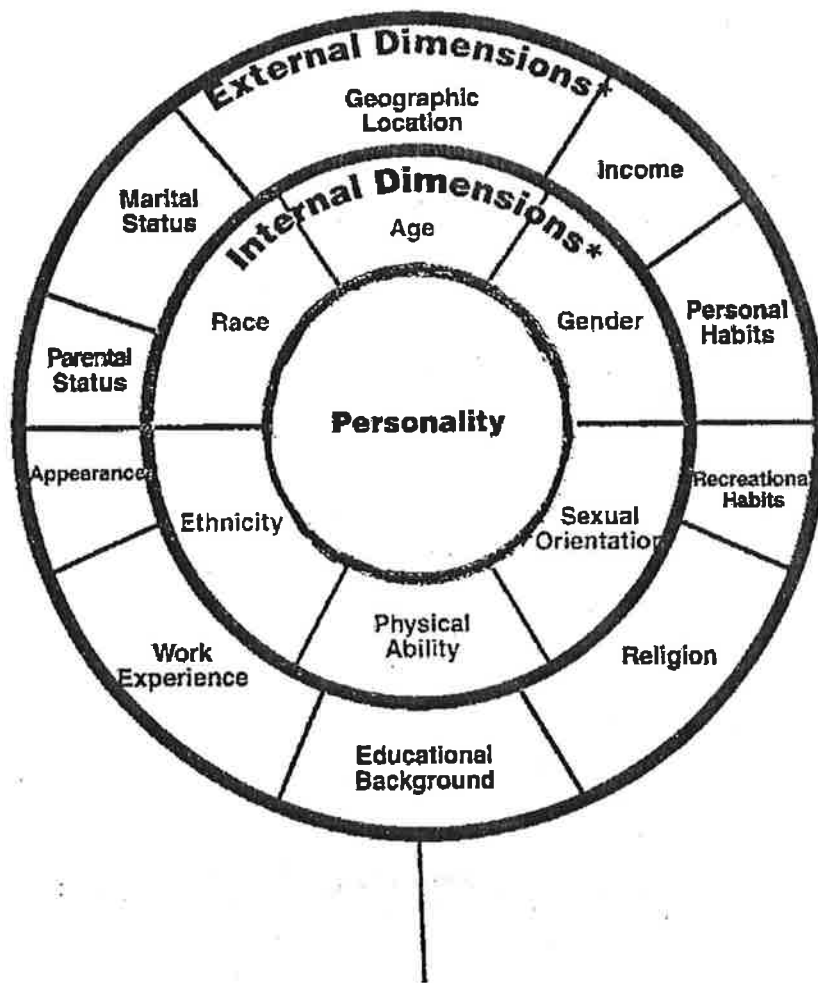 External Dimensions*
Geographic
Location
Income
Marital
Status
Internal Dimensions*
Age
Race
Gender
Personal
Habits
Parental
Status
Personality
Appearance
Recreational
Habits
Ethnicity
Sexual
Orientation
Physical
Ability
Work
Experience
Religion
Educational
Background